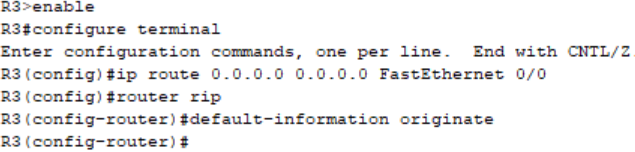 R3>enable
R3#configure terminal
Enter configuration commands, one per line.  End with CNTL/Z.
R3(config)#ip route 0.0.0.0 0.0.0.0 FastEthernet 0/0
R3(config)#router rip
R3(config-router)#default-information originate
R3(config-router)#